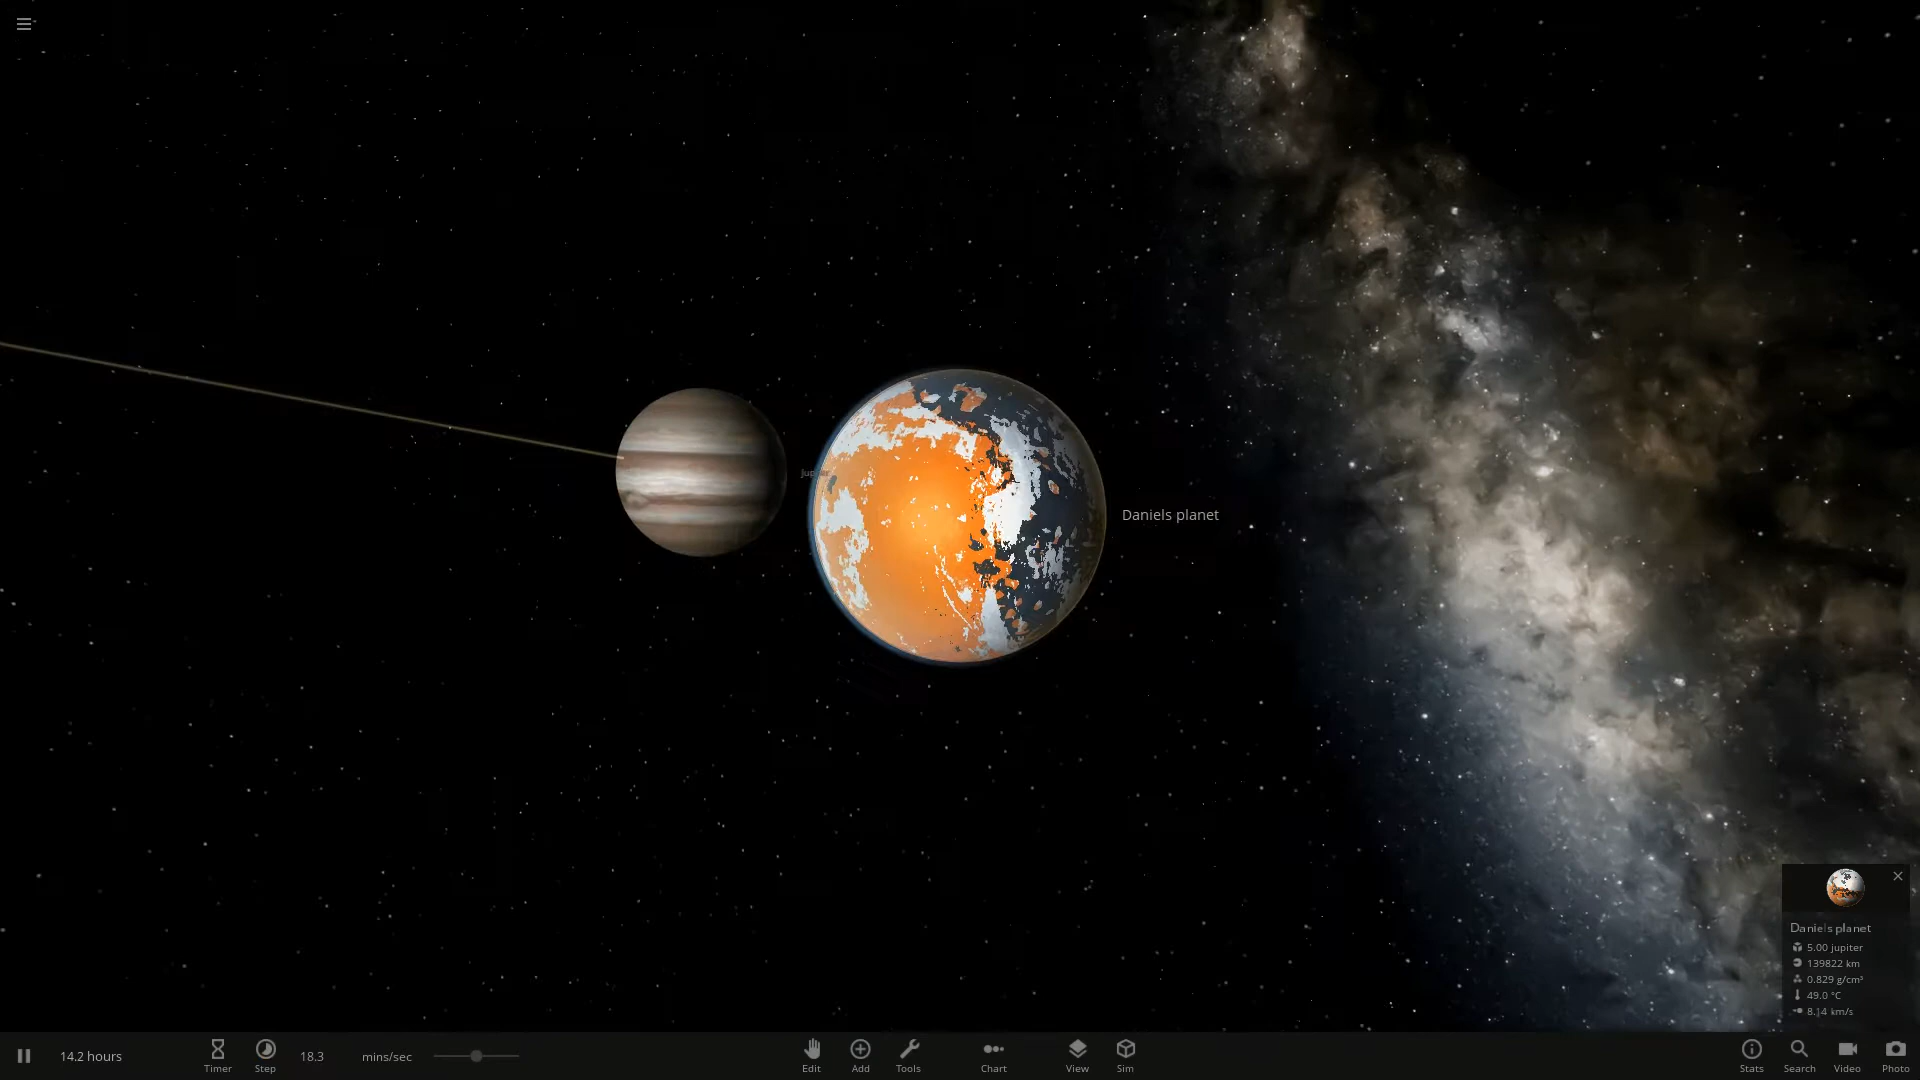 Daniels planet
Daniels planet
5.00 jupiter
139822 km
0.829 g/cm³
49.0 °C
8.14 km/s
14.2 hours
Timer
Step
18.3
mins/sec
Edit
Add
Tools
Chart
View
Sim
Stats
Search
Video
Photo